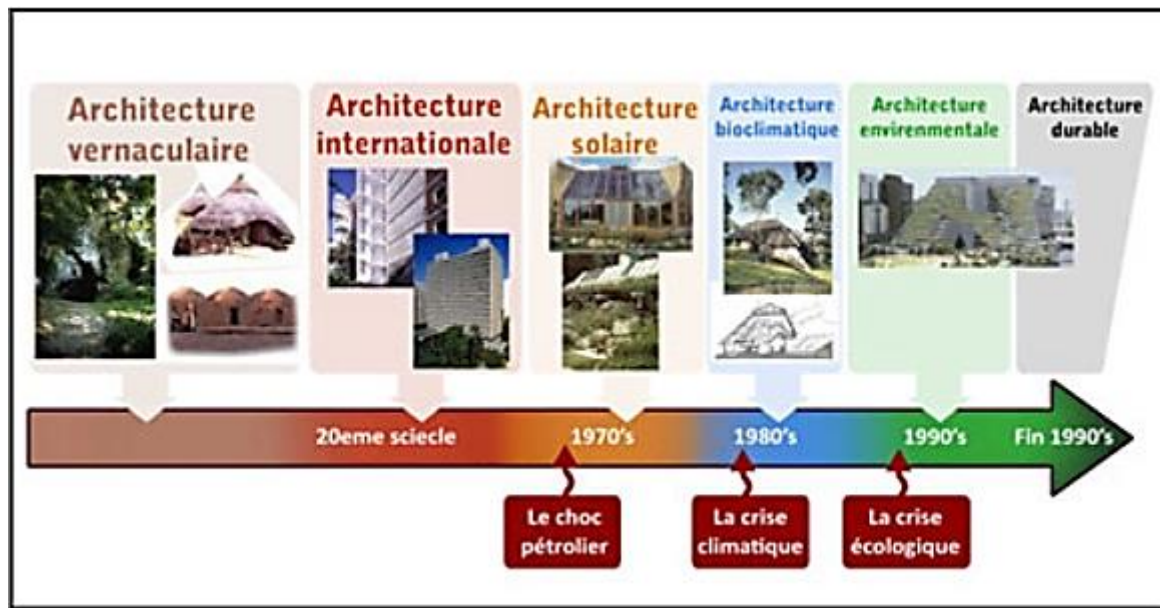 Architecture
vernaculaire
Architecture
internationale
Architecture
solaire
Architecture
bioclimatique
Architecture
envirenmentale
Architecture
durable
20eme sciecle
1970's
1980's
1990's
Fin 1990's
Le choc
pétrolier
La crise
climatique
La crise
écologique